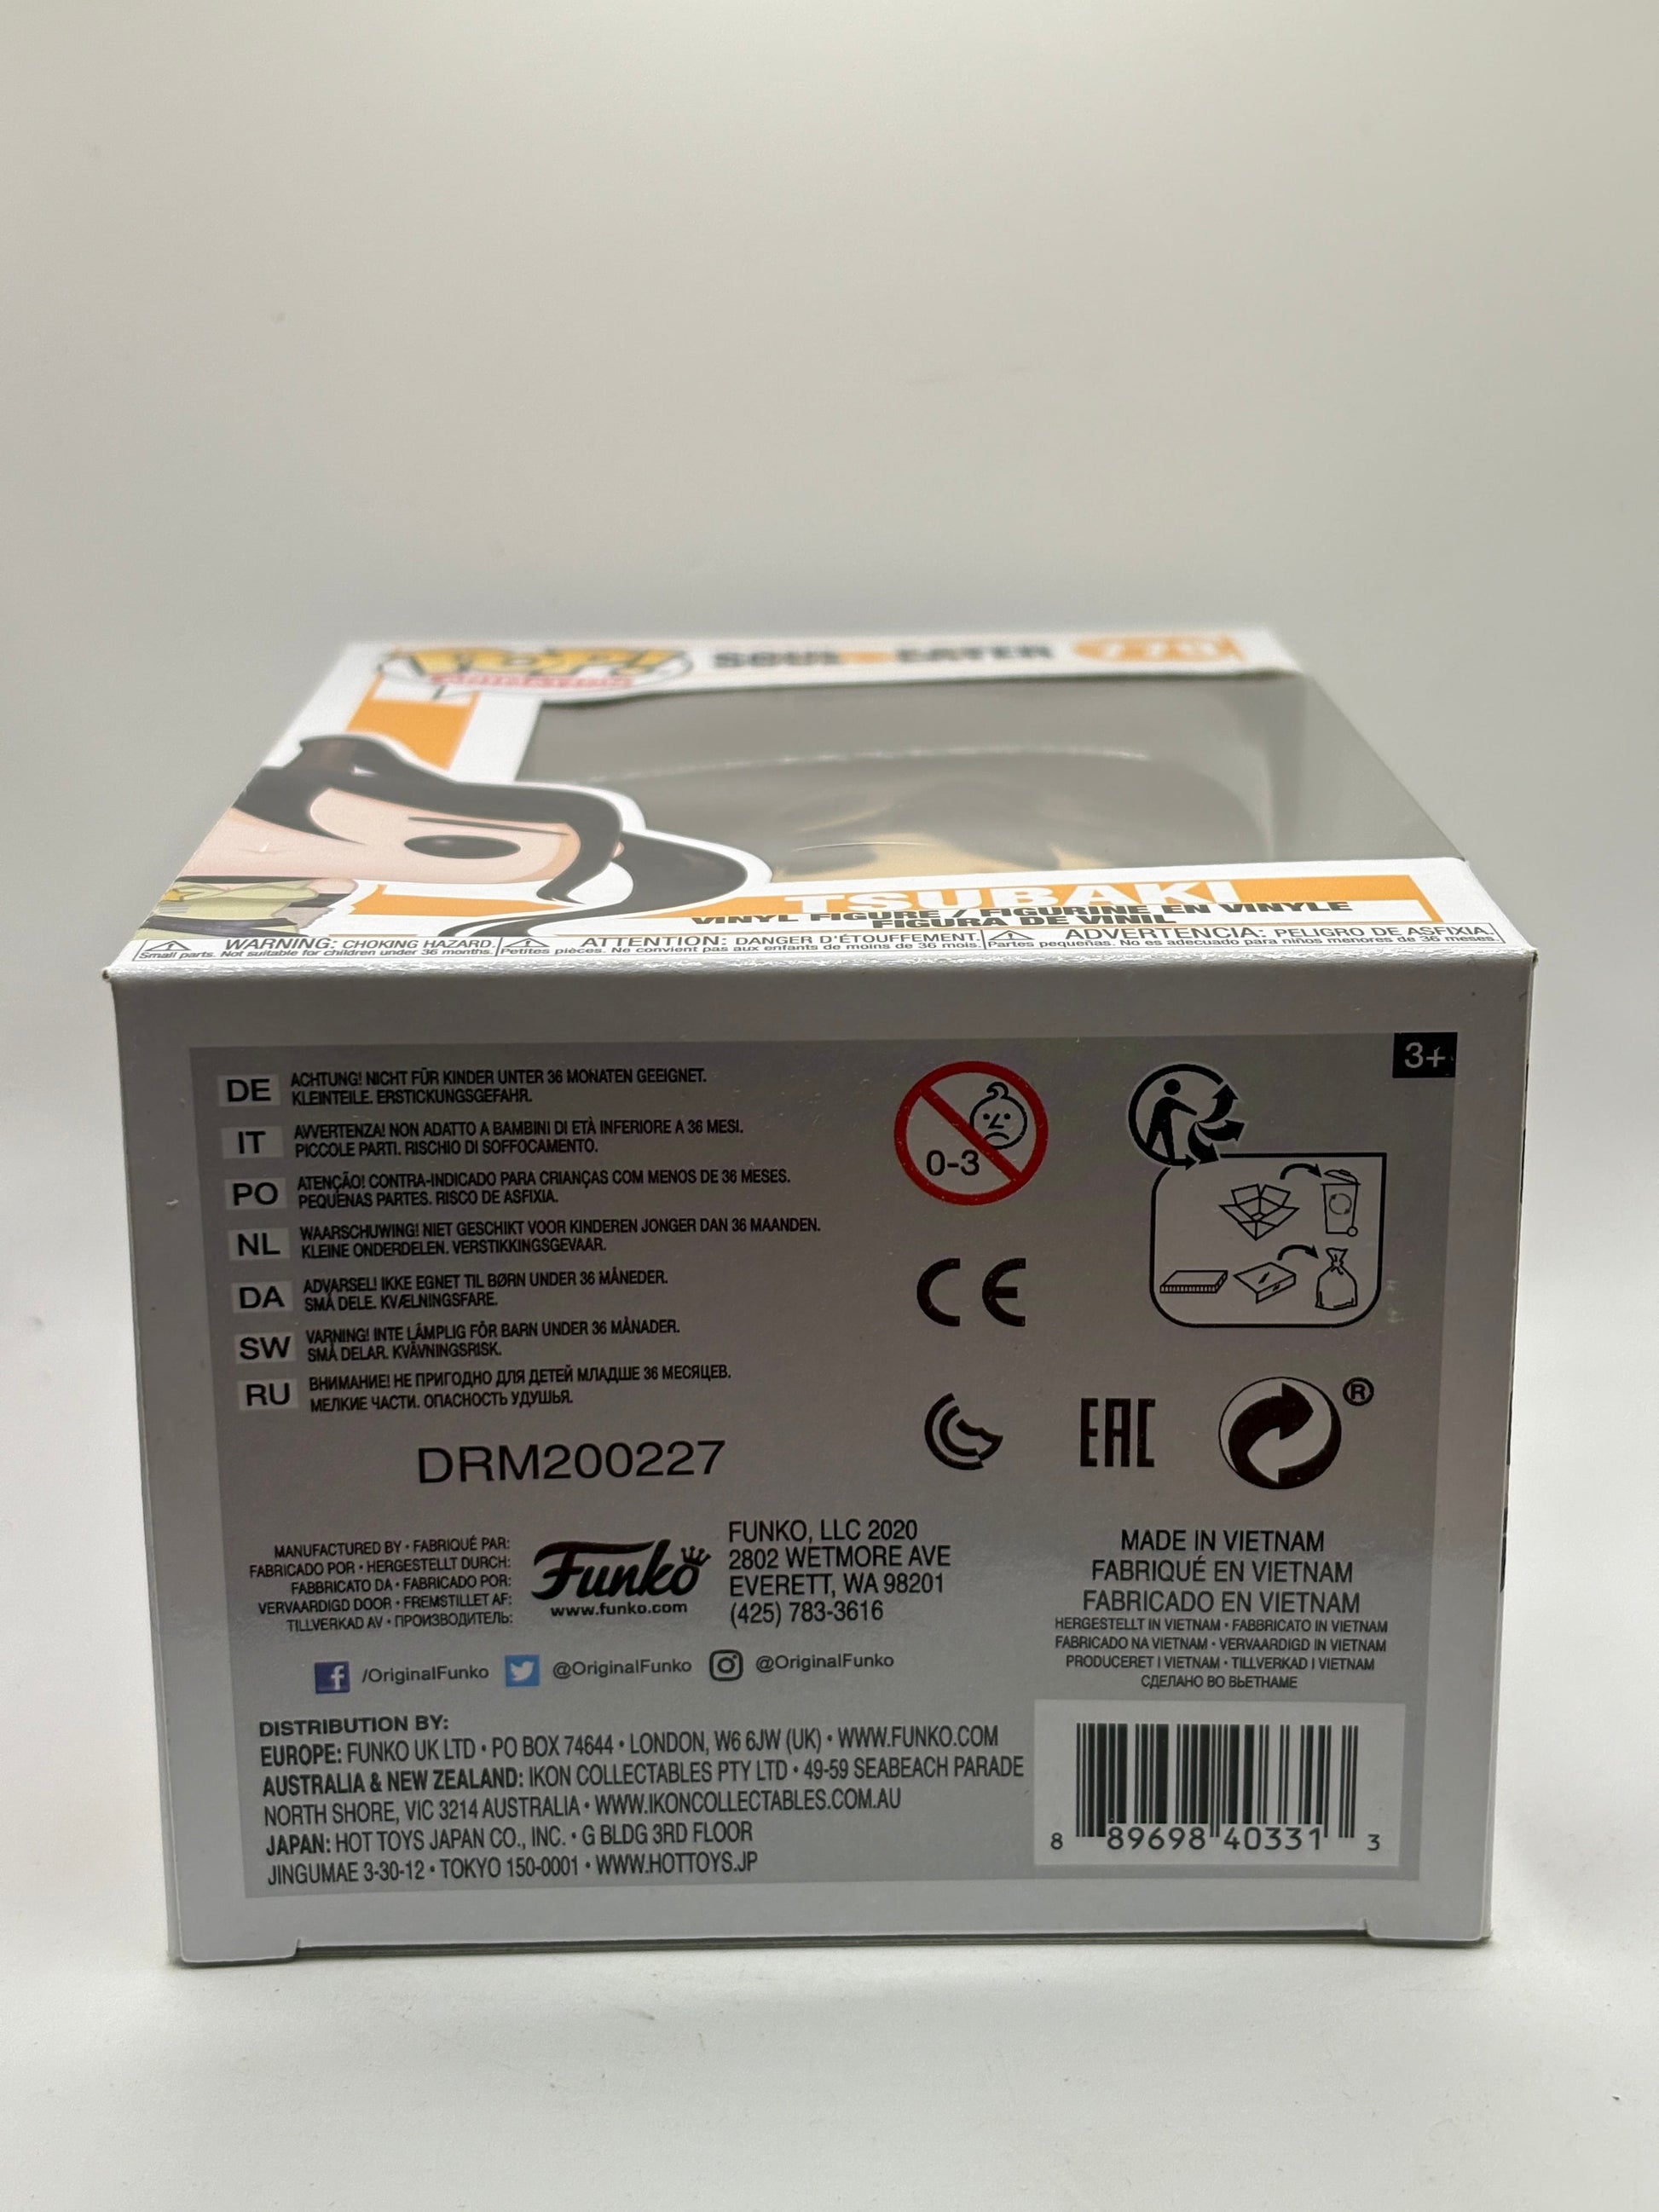 POP!
ANIMATION
SOUL EATER
779
TSUBAKI
VINYL FIGURE / FIGURINE EN VINYLE
FIGURA DE VINIL
WARNING: CHOKING HAZARD.
Small parts. Not suitable for children under 36 months.
ATTENTION: DANGER D'ÉTOUFFEMENT.
Petites pièces. Ne convient pas aux enfants de moins de 36 mois.
ADVERTENCIA: PELIGRO DE ASFIXIA.
Partes pequeñas. No es adecuado para niños menores de 36 meses.
3+
DE ACHTUNG! NICHT FÜR KINDER UNTER 36 MONATEN GEEIGNET.
KLEINTEILE. ERSTICKUNGSGEFAHR.
IT AVVERTENZA! NON ADATTO A BAMBINI DI ETÀ INFERIORE A 36 MESI.
PICCOLE PARTI. RISCHIO DI SOFFOCAMENTO.
PO ATENÇÃO! CONTRA-INDICADO PARA CRIANÇAS COM MENOS DE 36 MESES.
PEQUENAS PARTES. RISCO DE ASFIXIA.
NL WAARSCHUWING! NIET GESCHIKT VOOR KINDEREN JONGER DAN 36 MAANDEN.
KLEINE ONDERDELEN. VERSTIKKINGSGEVAAR.
DA ADVARSEL! IKKE EGNET TIL BØRN UNDER 36 MÅNEDER.
SMÅ DELE. KVÆLNINGSFARE.
SW VARNING! INTE LÄMPLIG FÖR BARN UNDER 36 MÅNADER.
SMÅ DELAR. KVÄVNINGSRISK.
RU ВНИМАНИЕ! НЕ ПРИГОДНО ДЛЯ ДЕТЕЙ МЛАДШЕ 36 МЕСЯЦЕВ.
МЕЛКИЕ ЧАСТИ. ОПАСНОСТЬ УДУШЬЯ.
0-3
CE
EAC
®
DRM200227
MANUFACTURED BY • FABRIQUÉ PAR:
FABRICADO POR • HERGESTELLT DURCH:
FABBRICATO DA • FABRICADO POR:
VERVAARDIGD DOOR • FREMSTILLET AF:
TILLVERKAD AV • ПРОИЗВОДИТЕЛЬ:
Funko
www.funko.com
FUNKO, LLC 2020
2802 WETMORE AVE
EVERETT, WA 98201
(425) 783-3616
MADE IN VIETNAM
FABRIQUÉ EN VIETNAM
FABRICADO EN VIETNAM
HERGESTELLT IN VIETNAM • FABBRICATO IN VIETNAM
FABRICADO NA VIETNAM • VERVAARDIGD IN VIETNAM
PRODUCERET I VIETNAM • TILLVERKAD I VIETNAM
СДЕЛАНО ВО ВЬЕТНАМЕ
/OriginalFunko @OriginalFunko @OriginalFunko
DISTRIBUTION BY:
EUROPE: FUNKO UK LTD • PO BOX 74644 • LONDON, W6 6JW (UK) • WWW.FUNKO.COM
AUSTRALIA & NEW ZEALAND: IKON COLLECTABLES PTY LTD • 49-59 SEABEACH PARADE
NORTH SHORE, VIC 3214 AUSTRALIA • WWW.IKONCOLLECTABLES.COM.AU
JAPAN: HOT TOYS JAPAN CO., INC. • G BLDG 3RD FLOOR
JINGUMAE 3-30-12 • TOKYO 150-0001 • WWW.HOTTOYS.JP
8 89698 40331 3